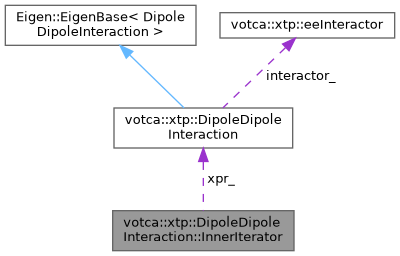 Eigen::EigenBase< Dipole
DipoleInteraction >
votca::xtp::eeInteractor
interactor_
votca::xtp::DipoleDipole
Interaction
xpr_
votca::xtp::DipoleDipole
Interaction::InnerIterator